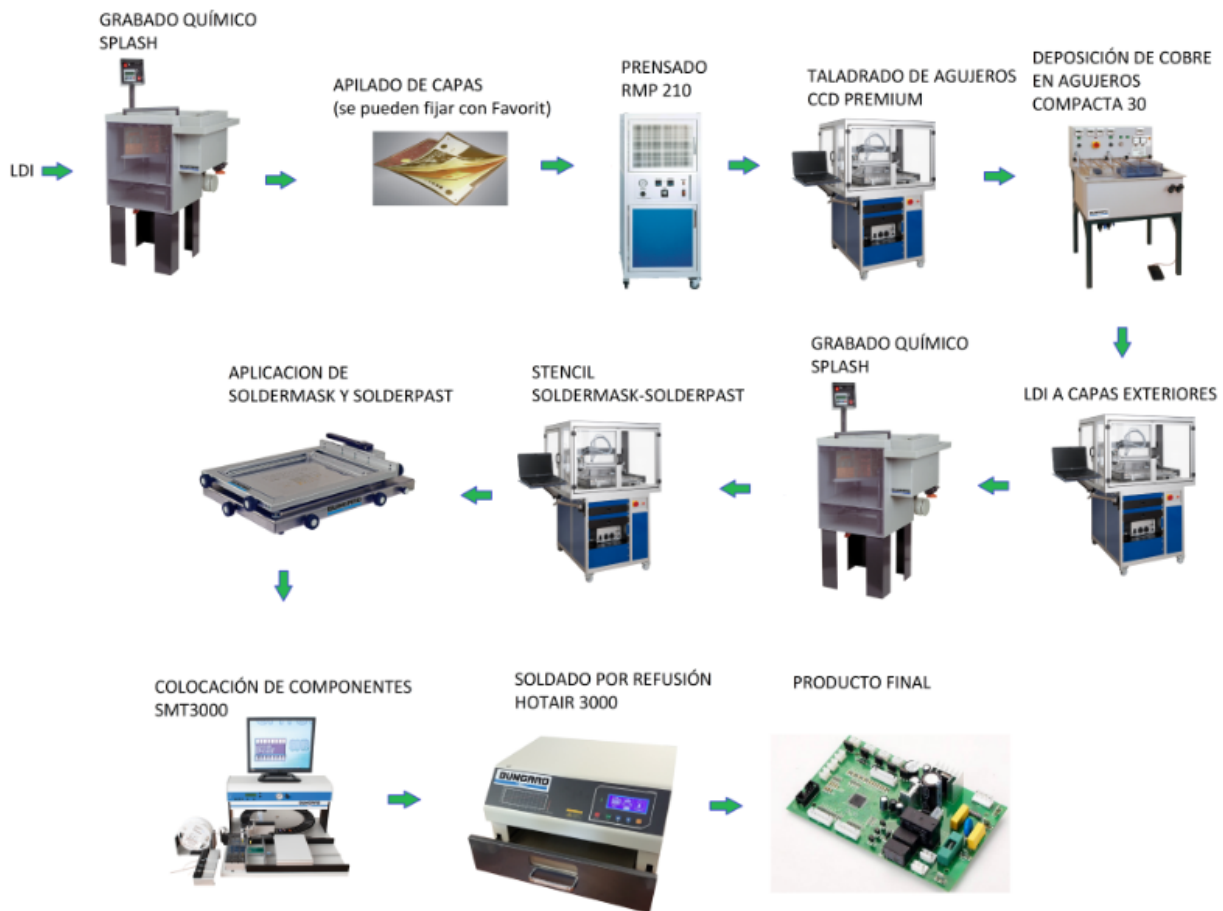 GRABADO QUÍMICO
SPLASH
APILADO DE CAPAS
(se pueden fijar con Favorit)
PRENSADO
RMP 210
TALADRADO DE AGUJEROS
CCD PREMIUM
DEPOSICIÓN DE COBRE
EN AGUJEROS
COMPACTA 30
LDI
LDI A CAPAS EXTERIORES
GRABADO QUÍMICO
SPLASH
STENCIL
SOLDERMASK-SOLDERPAST
APLICACION DE
SOLDERMASK Y SOLDERPAST
BUNGARD
COLOCACIÓN DE COMPONENTES
SMT3000
BUNGARD
SOLDADO POR REFUSIÓN
HOTAIR 3000
BUNGARD
PRODUCTO FINAL